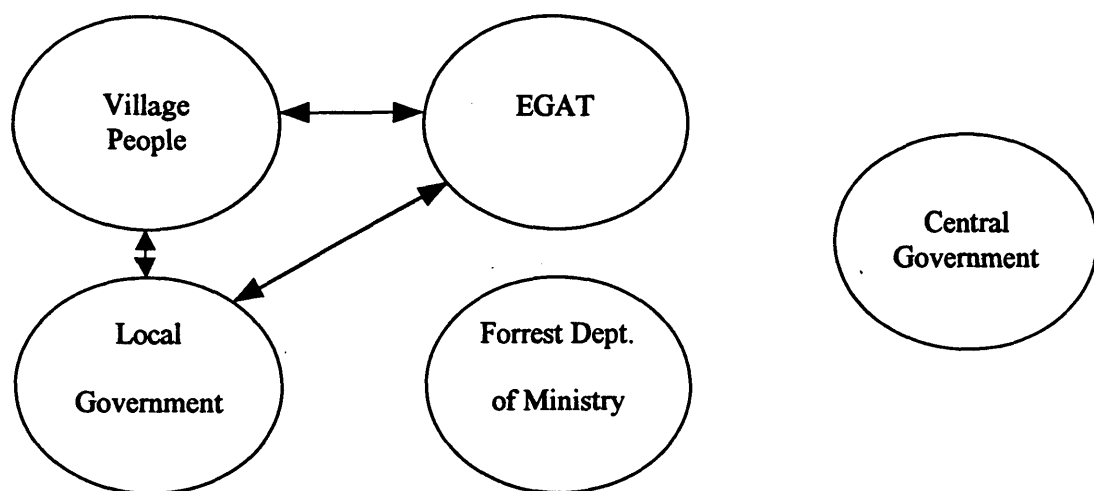 Village
People
EGAT
Central
Government
Local
Government
Forrest Dept.
of Ministry